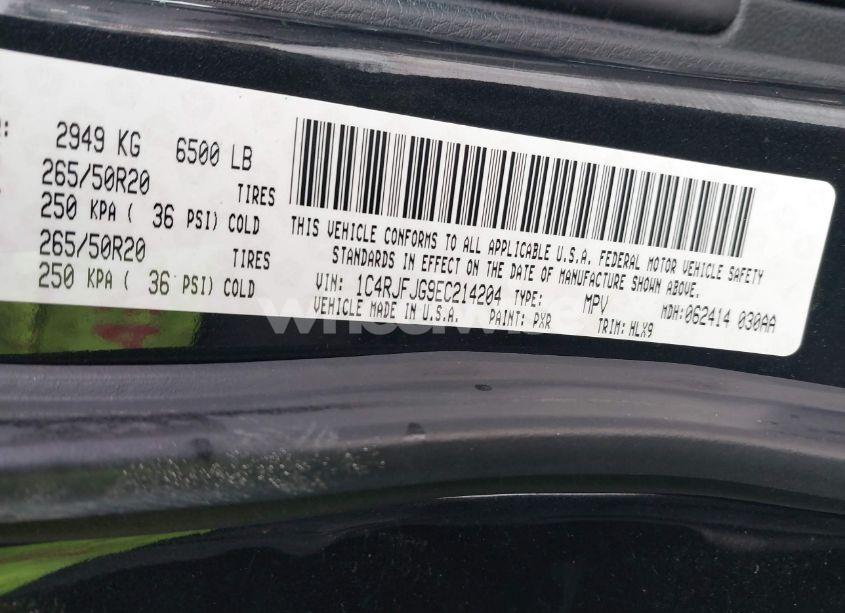 2949 KG 6500 LB
265/50R20 TIRES
250 KPA ( 36 PSI) COLD
265/50R20 TIRES
250 KPA ( 36 PSI) COLD
THIS VEHICLE CONFORMS TO ALL APPLICABLE U.S.A. FEDERAL MOTOR VEHICLE SAFETY
STANDARDS IN EFFECT ON THE DATE OF MANUFACTURE SHOWN ABOVE.
VIN: 1C4RJFJG9EC214204 TYPE: MPV MDH:062414 030AA
VEHICLE MADE IN U.S.A. PAINT: PXR TRIM: HLX9